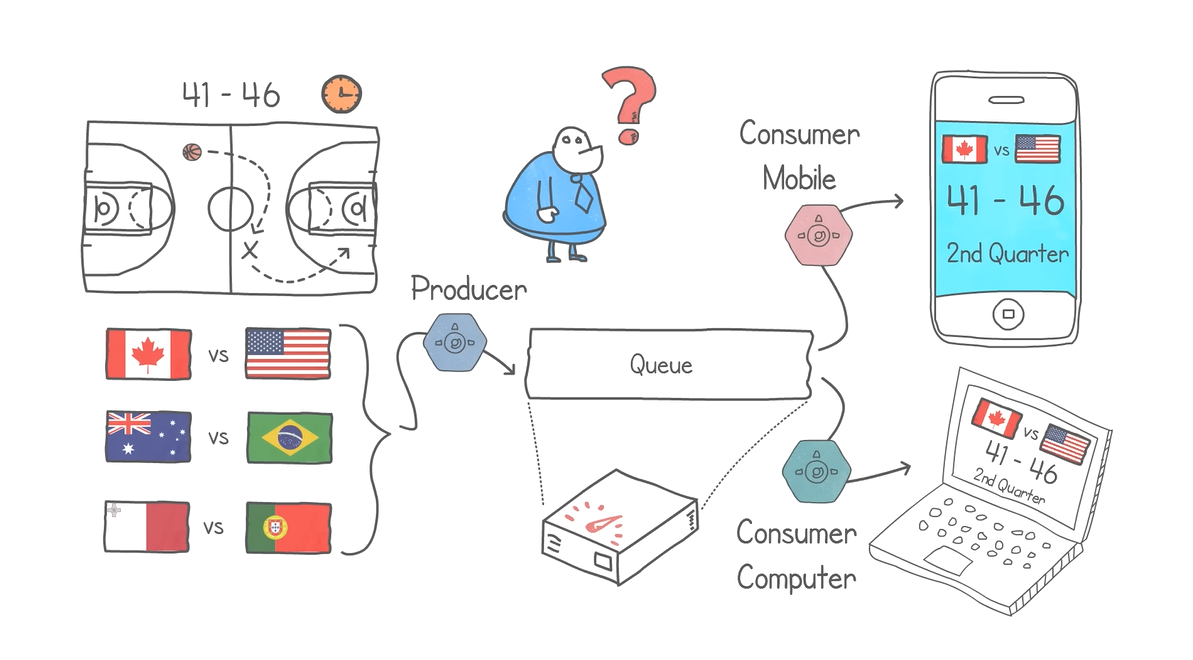 41 - 46
Producer
vs
vs
vs
Queue
Consumer
Mobile
vs
41 - 46
2nd Quarter
vs
41 - 46
2nd Quarter
Consumer
Computer
?